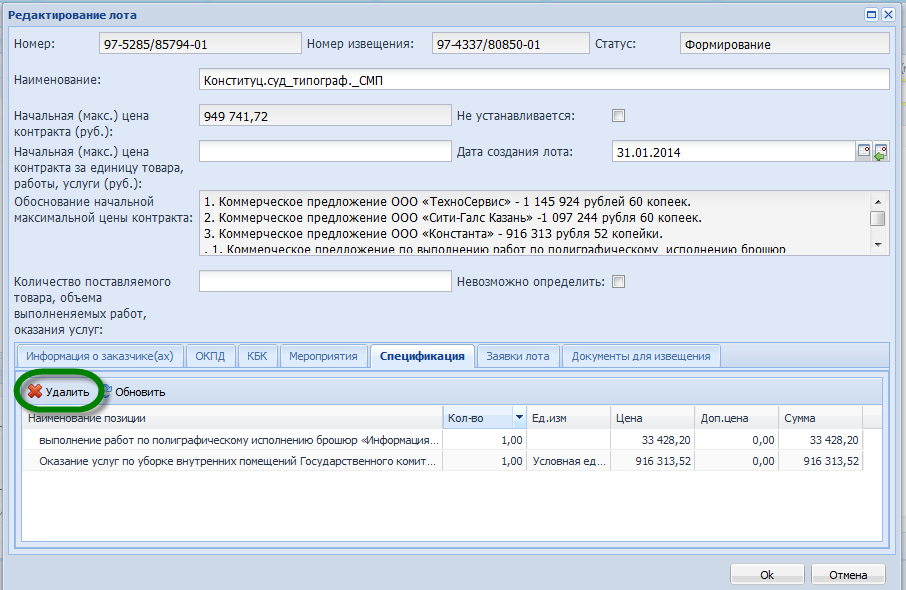 Редактирование лота
Номер: 97-5285/85794-01 Номер извещения: 97-4337/80850-01 Статус: Формирование
Наименование: Конституц.суд_типограф._СМП
Начальная (макс.) цена контракта (руб.): 949 741,72 Не устанавливается:
Начальная (макс.) цена контракта за единицу товара, работы, услуги (руб.): Дата создания лота: 31.01.2014
Обоснование начальной максимальной цены контракта:
1. Коммерческое предложение ООО «ТехноСервис» - 1 145 924 рублей 60 копеек.
2. Коммерческое предложение ООО «Сити-Галс Казань» -1 097 244 рубля 60 копеек.
3. Коммерческое предложение ООО «Константа» - 916 313 рубля 52 копейки.
. 1. Коммерческое предложение по выполнению работ по полиграфическому исполнению брошюр
Количество поставляемого товара, объема выполненяемых работ, оказания услуг: Невозможно определить:
Информация о заказчике(ах) ОКПД КБК Мероприятия Спецификация Заявки лота Документы для извещения
Удалить Обновить
Наименование позиции Кол-во Ед.изм Цена Доп.цена Сумма
выполнение работ по полиграфическому исполнению брошюр «Информация... 1,00 33 428,20 0,00 33 428,20
Оказание услуг по уборке внутренних помещений Государственного комит... 1,00 Условная ед... 916 313,52 0,00 916 313,52
Ok Отмена